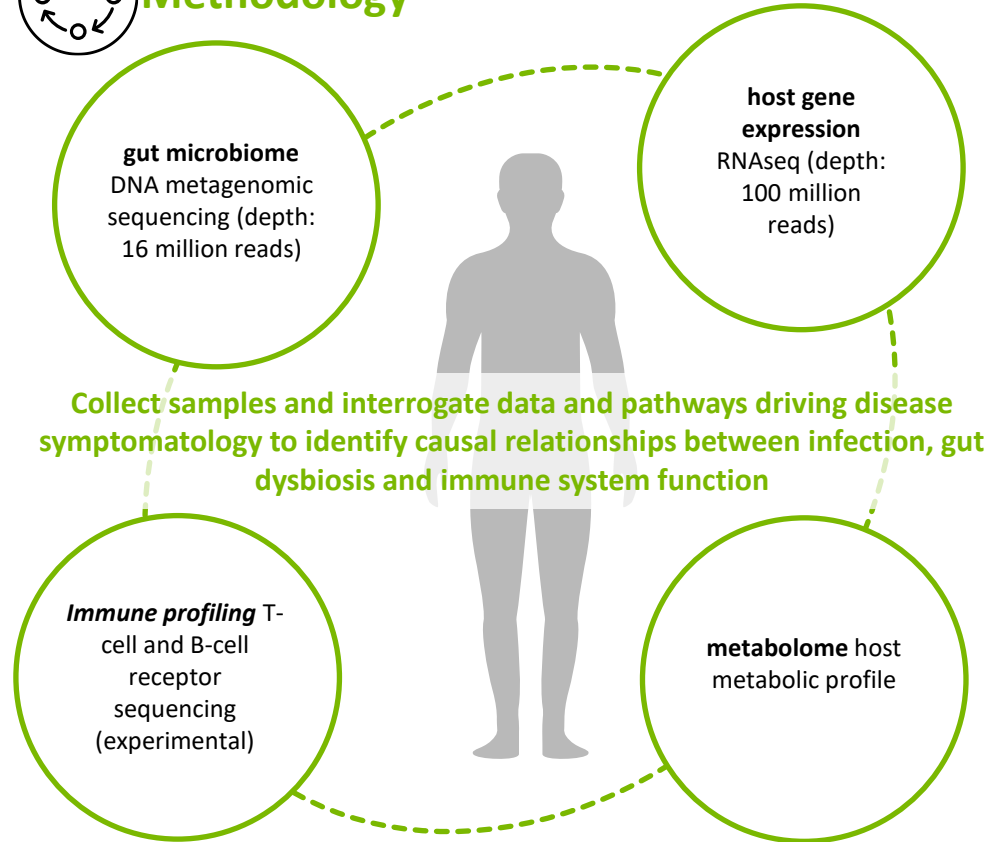 Methodology
gut microbiome
DNA metagenomic
sequencing (depth:
16 million reads)
host gene
expression
RNAseq (depth:
100 million
reads)
Collect samples and interrogate data and pathways driving disease
symptomatology to identify causal relationships between infection, gut
dysbiosis and immune system function
Immune profiling T-
cell and B-cell
receptor
sequencing
(experimental)
metabolome host
metabolic profile